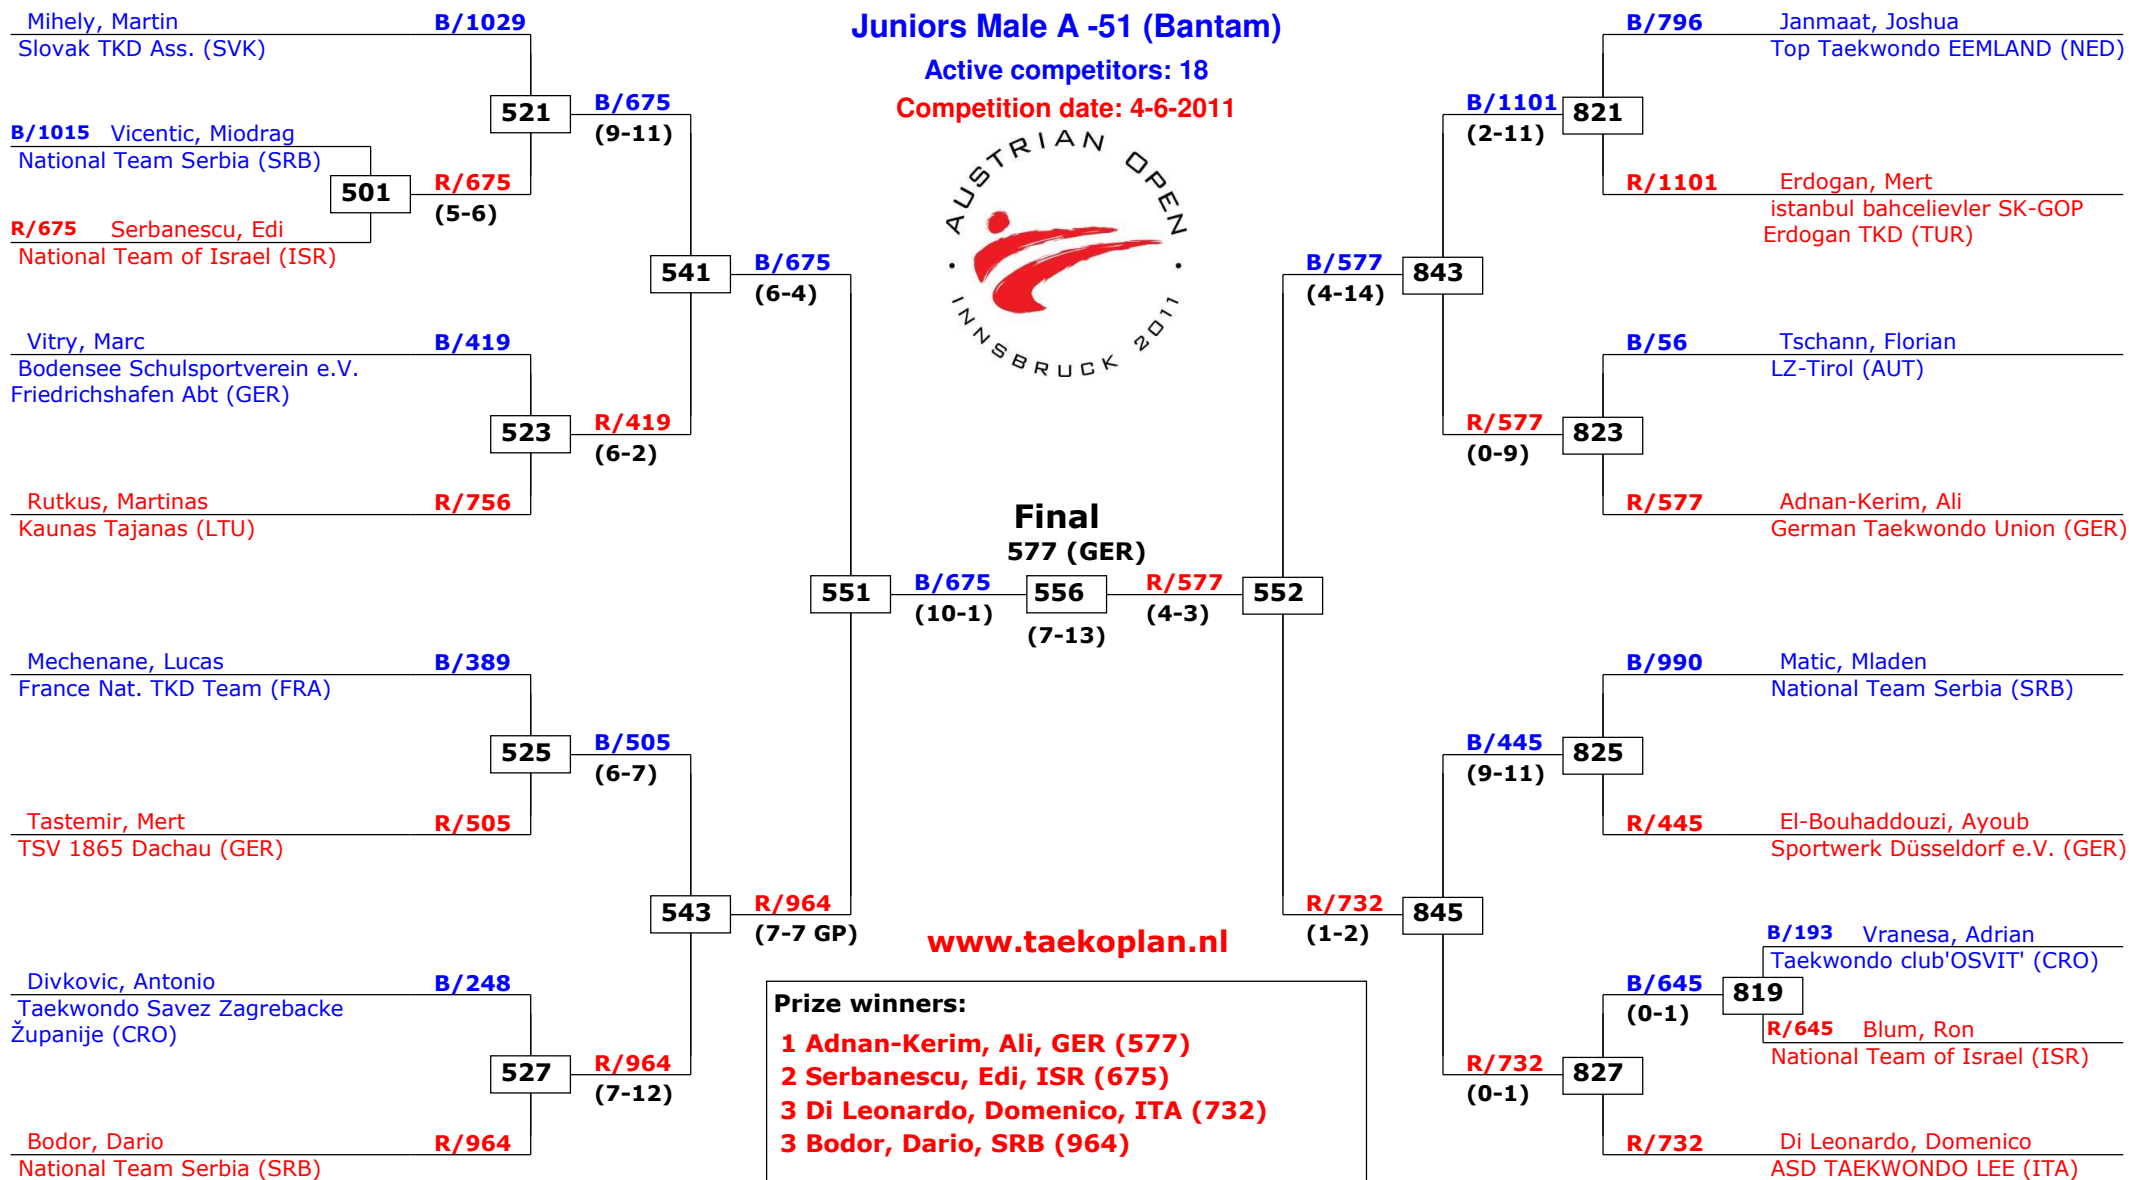 Juniors Male A -51 (Bantam)
Active competitors: 18
Competition date: 4-6-2011
AUSTRIAN OPEN
· INNSBRUCK 2011 ·
Mihely, Martin B/1029
Slovak TKD Ass. (SVK)
521
B/675
(9-11)
B/1015 Vicentic, Miodrag
National Team Serbia (SRB)
501
R/675
(5-6)
R/675 Serbanescu, Edi
National Team of Israel (ISR)
541
B/675
(6-4)
Vitry, Marc B/419
Bodensee Schulsportverein e.V.
Friedrichshafen Abt (GER)
523
R/419
(6-2)
Rutkus, Martinas R/756
Kaunas Tajanas (LTU)
551
B/675
(10-1)
Mechenane, Lucas B/389
France Nat. TKD Team (FRA)
525
B/505
(6-7)
Tastemir, Mert R/505
TSV 1865 Dachau (GER)
543
R/964
(7-7 GP)
Divkovic, Antonio B/248
Taekwondo Savez Zagrebacke
Županije (CRO)
527
R/964
(7-12)
Bodor, Dario R/964
National Team Serbia (SRB)
Final
577 (GER)
556
(7-13)
B/796 Janmaat, Joshua
Top Taekwondo EEMLAND (NED)
B/1101
(2-11)
821
R/1101 Erdogan, Mert
istanbul bahcelievler SK-GOP
Erdogan TKD (TUR)
B/577
(4-14)
843
B/56 Tschann, Florian
LZ-Tirol (AUT)
R/577
(0-9)
823
R/577 Adnan-Kerim, Ali
German Taekwondo Union (GER)
R/577
(4-3)
552
B/990 Matic, Mladen
National Team Serbia (SRB)
B/445
(9-11)
825
R/445 El-Bouhaddouzi, Ayoub
Sportwerk Düsseldorf e.V. (GER)
R/732
(1-2)
845
B/193 Vranesa, Adrian
Taekwondo club'OSVIT' (CRO)
B/645
(0-1)
819
R/645 Blum, Ron
National Team of Israel (ISR)
R/732
(0-1)
827
R/732 Di Leonardo, Domenico
ASD TAEKWONDO LEE (ITA)
www.taekoplan.nl
Prize winners:
1 Adnan-Kerim, Ali, GER (577)
2 Serbanescu, Edi, ISR (675)
3 Di Leonardo, Domenico, ITA (732)
3 Bodor, Dario, SRB (964)